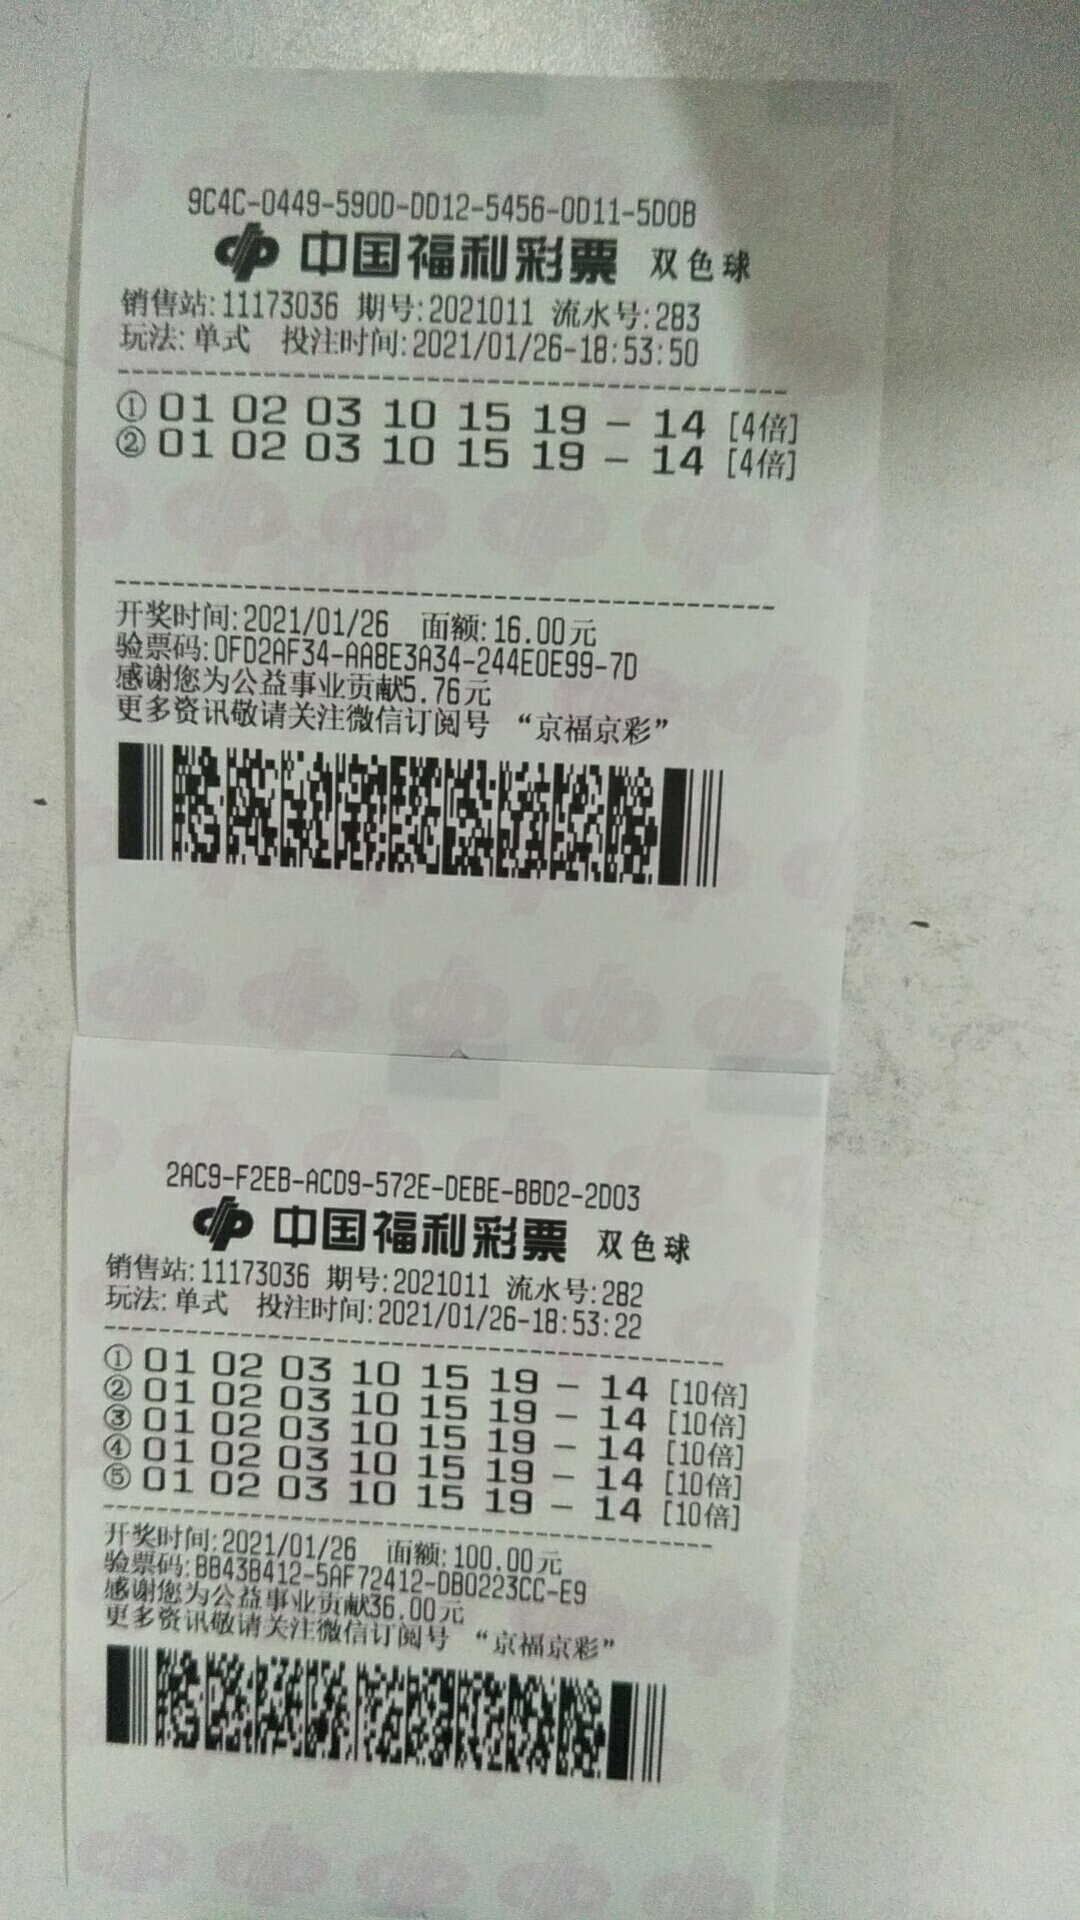 9C4C-0449-590D-DD12-5456-0D11-5D0B
中国福利彩票 双色球
销售站:11173036 期号:2021011 流水号:283
玩法:单式 投注时间:2021/01/26-18:53:50
① 01 02 03 10 15 19 - 14 [4倍]
② 01 02 03 10 15 19 - 14 [4倍]
开奖时间:2021/01/26 面额:16.00元
验票码:0FD2AF34-AA8E3A34-244E0E99-7D
感谢您为公益事业贡献5.76元
更多资讯敬请关注微信订阅号 “京福京彩”
2AC9-F2EB-ACD9-572E-DEBE-BBD2-2D03
中国福利彩票 双色球
销售站:11173036 期号:2021011 流水号:282
玩法:单式 投注时间:2021/01/26-18:53:22
① 01 02 03 10 15 19 - 14 [10倍]
② 01 02 03 10 15 19 - 14 [10倍]
③ 01 02 03 10 15 19 - 14 [10倍]
④ 01 02 03 10 15 19 - 14 [10倍]
⑤ 01 02 03 10 15 19 - 14 [10倍]
开奖时间:2021/01/26 面额:100.00元
验票码:BB43B412-5AF72412-DB0223CC-E9
感谢您为公益事业贡献36.00元
更多资讯敬请关注微信订阅号 “京福京彩”